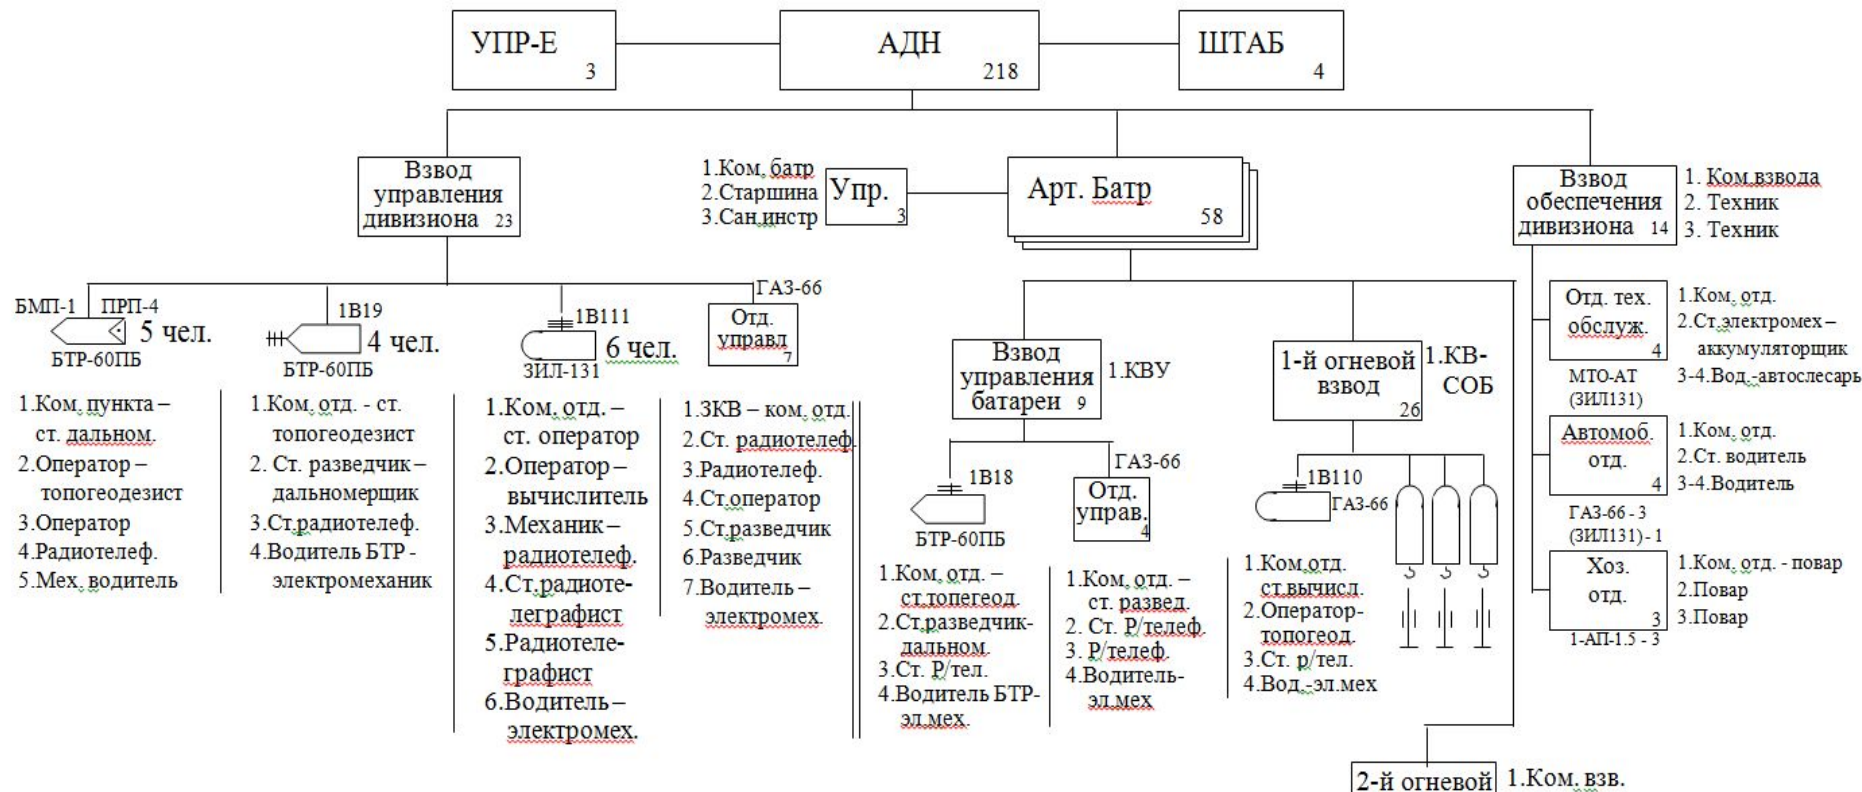 УПР-Е
3
АДН
218
ШТАБ
4
Взвод
управления
дивизиона 23
1.Ком. батр
2.Старшина
3.Сан.инстр
Упр.
3
Арт. Батр
58
Взвод
обеспечения
дивизиона 14
1. Ком.взвода
2. Техник
3. Техник
БМП-1 ПРП-4
5 чел.
БТР-60ПБ
1В19
4 чел.
БТР-60ПБ
1В111
6 чел.
ЗИЛ-131
ГАЗ-66
Отд.
управл
7
1.Ком. пункта –
ст. дальном.
2.Оператор –
топогеодезист
3.Оператор
4.Радиотелеф.
5.Мех. водитель
1.Ком. отд. - ст.
топогеодезист
2. Ст. разведчик –
дальномерщик
3.Ст.радиотелеф.
4.Водитель БТР -
электромеханик
1.Ком. отд. –
ст. оператор
2.Оператор –
вычислитель
3.Механик –
радиотелеф.
4.Ст.радиоте-
леграфист
5.Радиотеле-
графист
6.Водитель –
электромех.
1.ЗКВ – ком. отд.
2.Ст. радиотелеф.
3.Радиотелеф.
4.Ст.оператор
5.Ст.разведчик
6.Разведчик
7.Водитель –
электромех.
Взвод
управления
батареи 9
1.КВУ
1В18
БТР-60ПБ
ГАЗ-66
Отд.
управ.
4
1.Ком. отд. –
ст.топегеод.
2.Ст.разведчик-
дальном.
3.Ст. Р/тел.
4.Водитель БТР-
эл.мех.
1.Ком. отд. –
ст. развед.
2. Ст. Р/телеф.
3. Р/телеф.
4.Водитель-
эл.мех
1-й огневой
взвод
26
1.КВ-
СОБ
1В110
ГАЗ-66
1.Ком.отд.
ст.вычисл.
2.Оператор-
топогеод.
3.Ст. р/тел.
4.Вод.-эл.мех
2-й огневой
1.Ком. взв.
Отд. тех.
обслуж.
4
1.Ком. отд.
2.Ст.электромех –
аккумуляторщик
3-4.Вод.-автослесарь
МТО-АТ
(ЗИЛ131)
Автомоб.
отд.
4
1.Ком. отд.
2.Ст. водитель
3-4.Водитель
ГАЗ-66 - 3
(ЗИЛ131) - 1
Хоз.
отд.
3
1.Ком. отд. - повар
2.Повар
3.Повар
1-АП-1.5 - 3